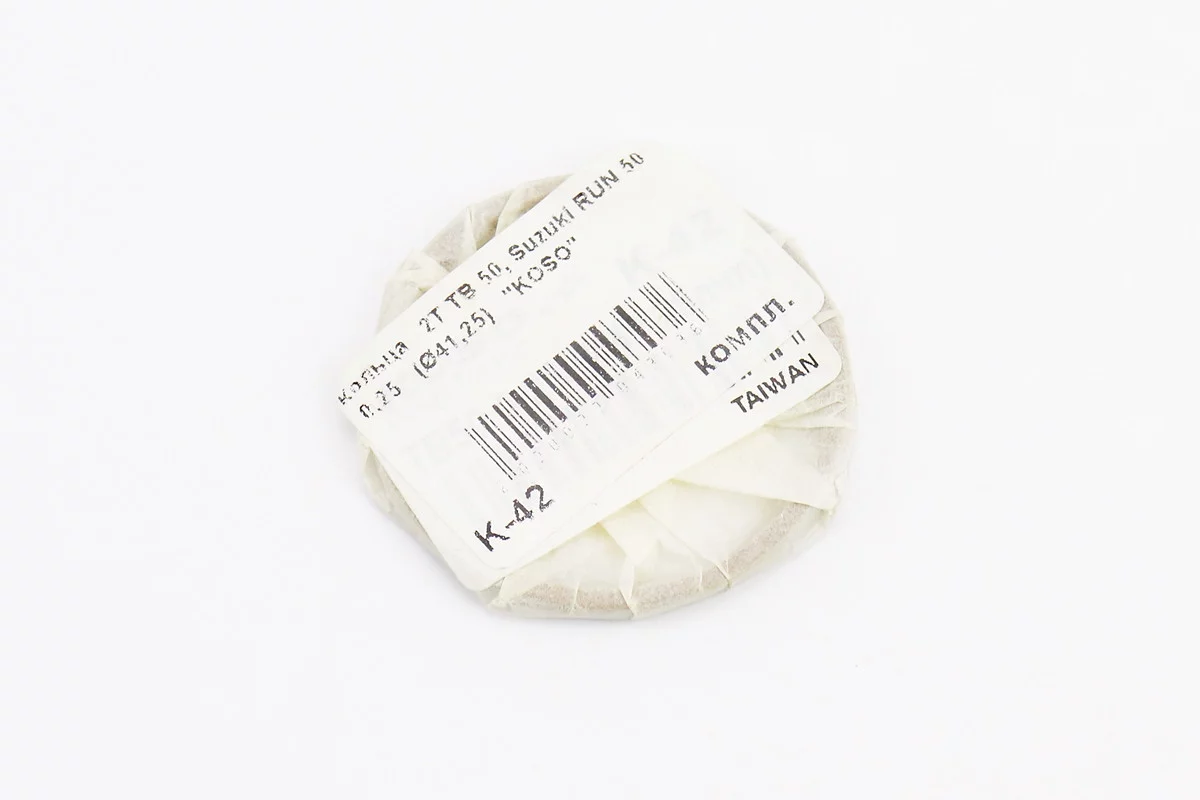 Кольца 2T TB 50, Suzuki RUN 50
0,25 (Ø41,25) "KOSO"
компл.
K-42
TAIWAN